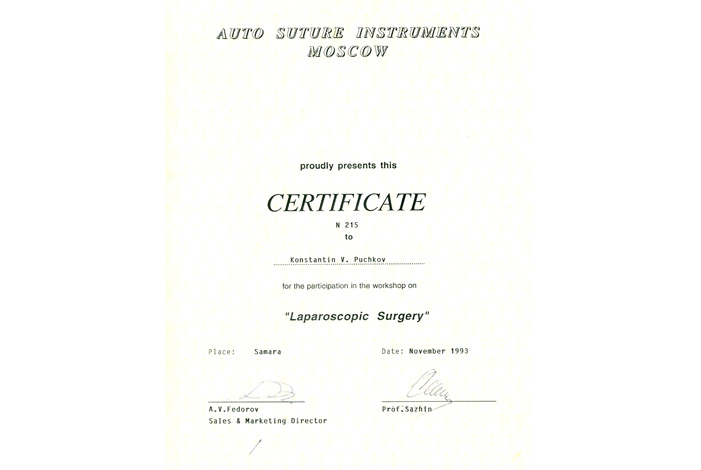 AUTO SUTURE INSTRUMENTS
MOSCOW
proudly presents this
CERTIFICATE
N 215
to
Konstantin V. Puchkov
for the participation in the workshop on
"Laparoscopic Surgery"
Place: Samara Date: November 1993
A.V.Fedorov Prof.Sazhin
Sales & Marketing Director